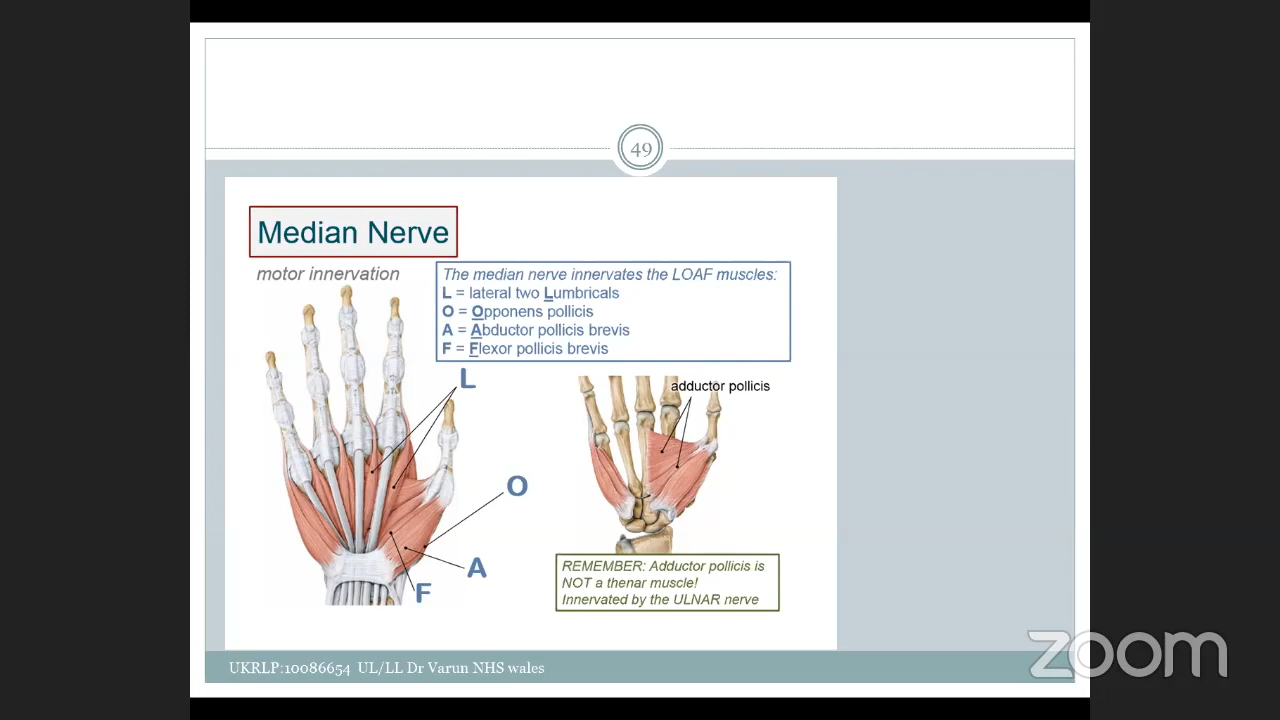 49
Median Nerve
motor innervation
The median nerve innervates the LOAF muscles:
L = lateral two Lumbricals
O = Opponens pollicis
A = Abductor pollicis brevis
F = Flexor pollicis brevis
L
adductor pollicis
O
A
F
REMEMBER: Adductor pollicis is
NOT a thenar muscle!
Innervated by the ULNAR nerve
UKRLP:10086654 UL/LL Dr Varun NHS wales
zoom